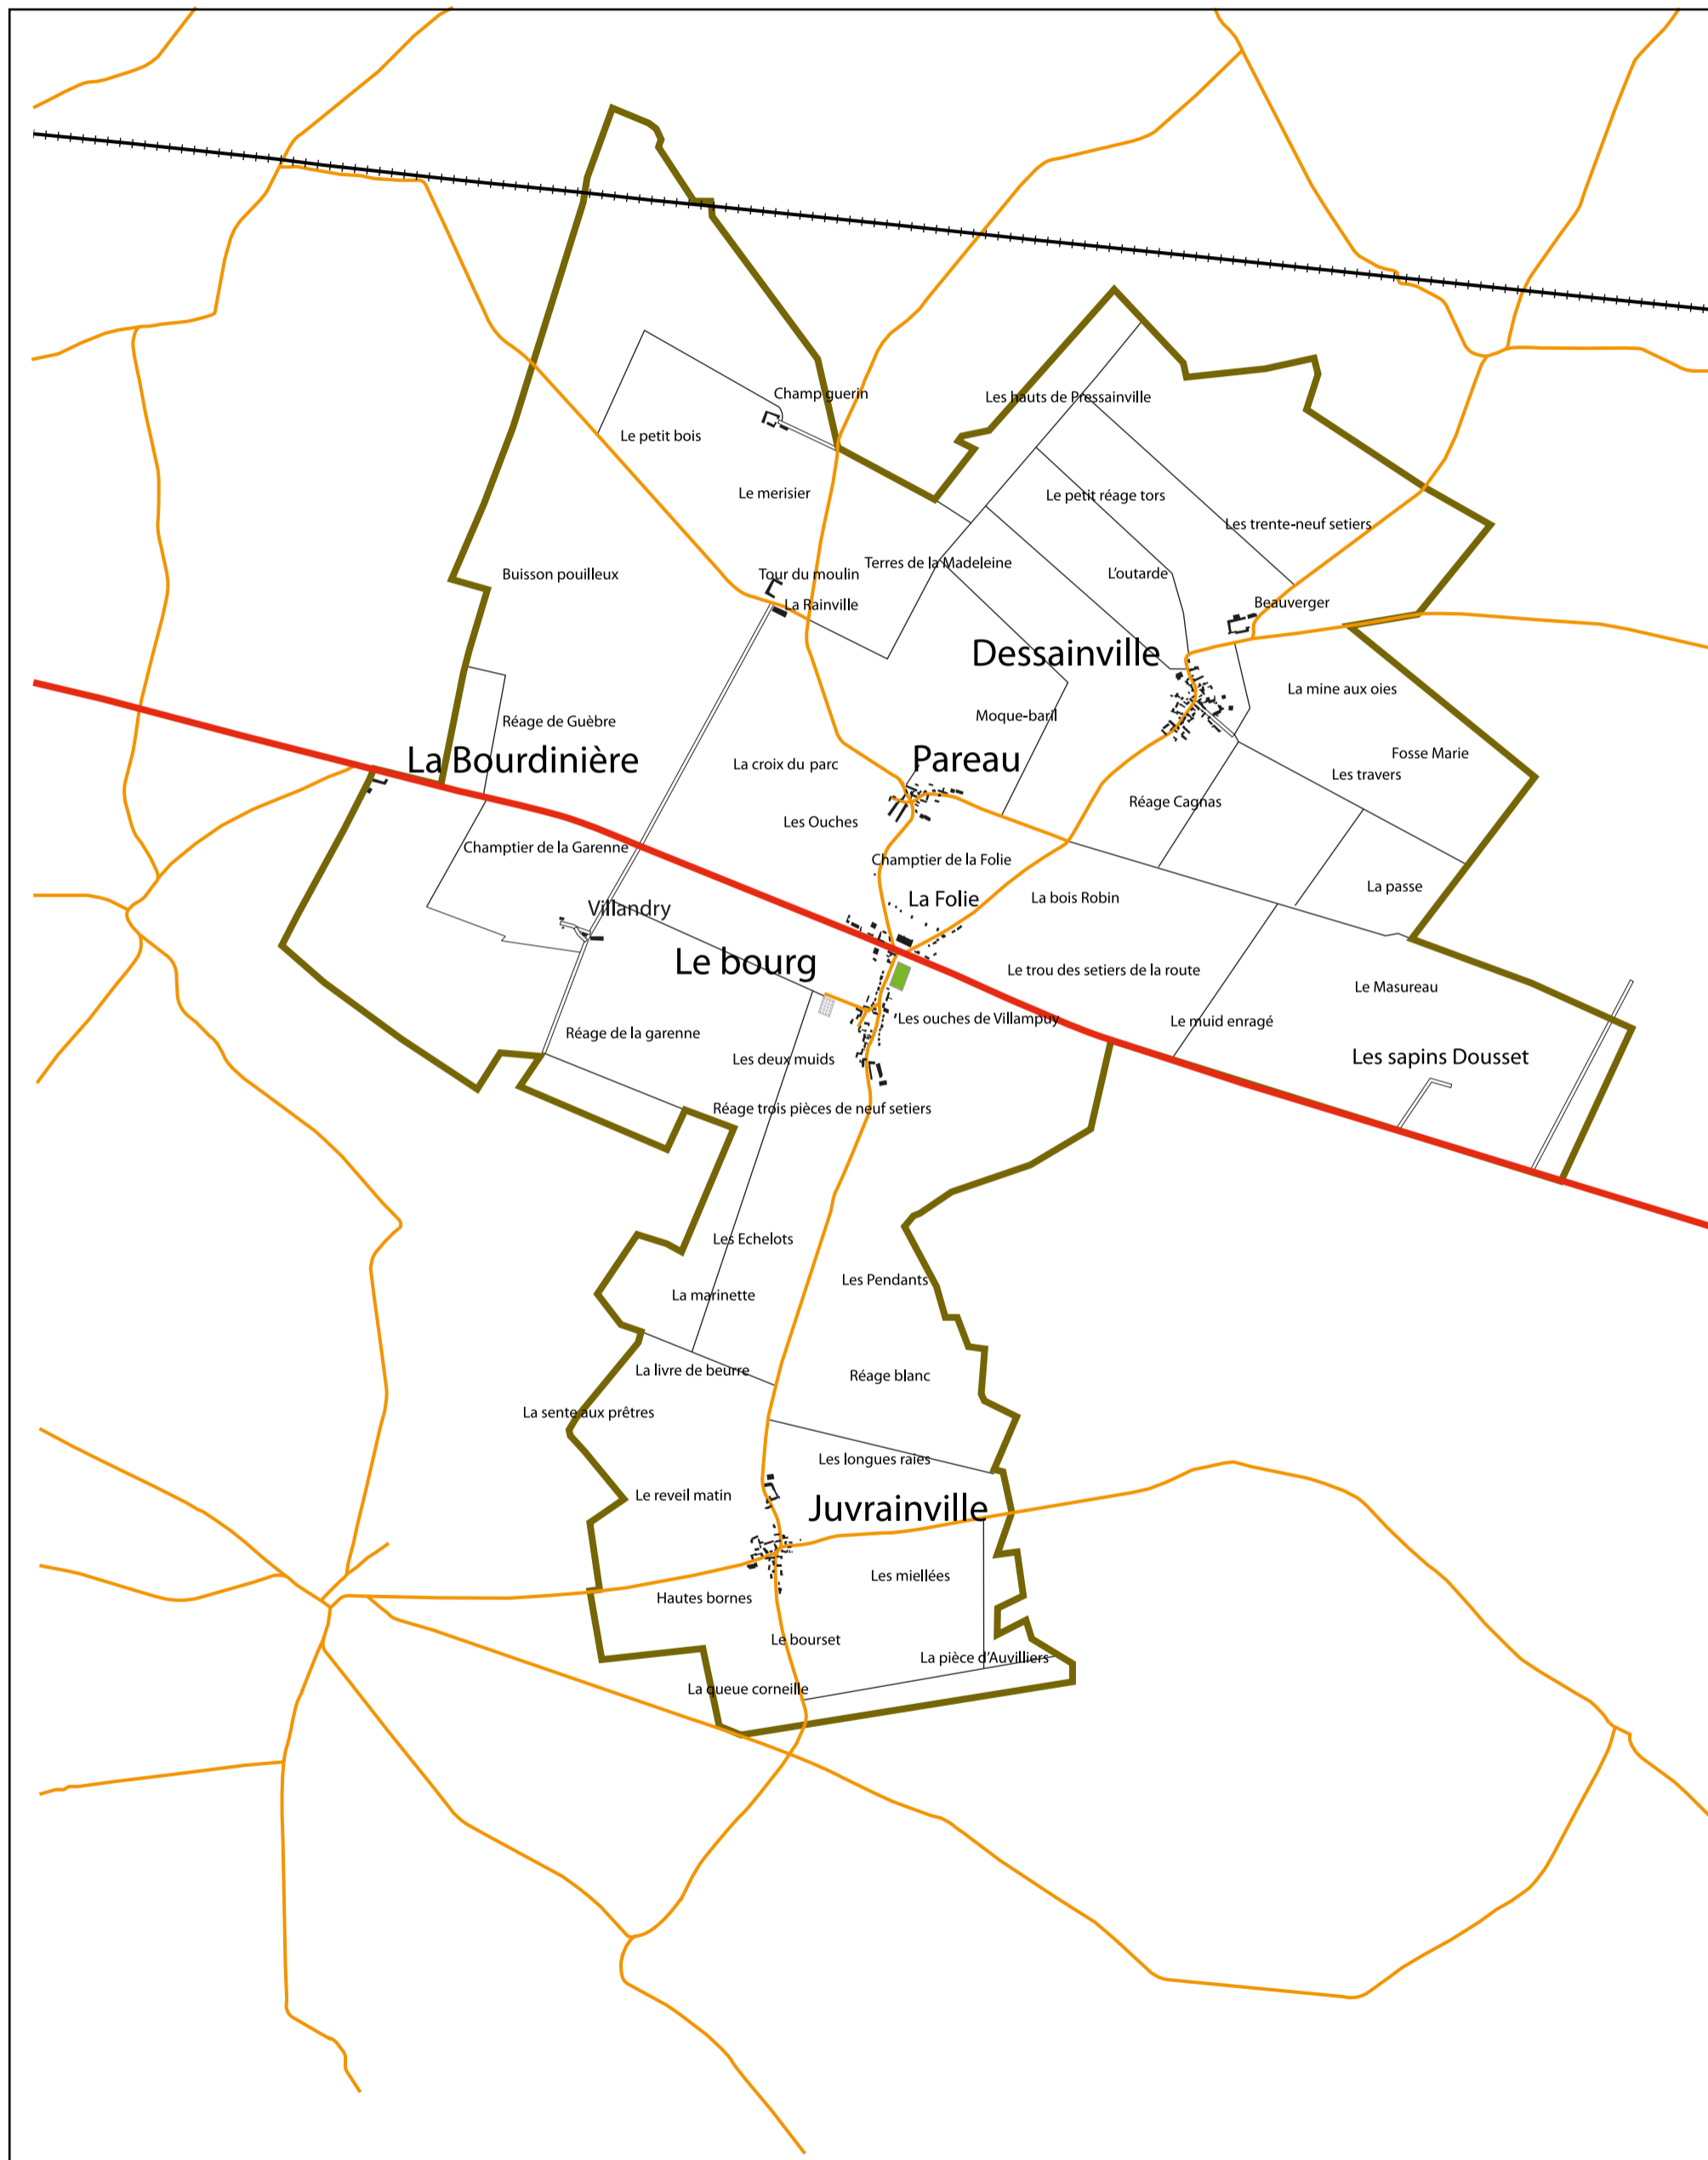 Champ guerin
Les hauts de Pressainville
Le petit bois
Le merisier
Le petit réage tors
Les trente-neuf setiers
Terres de la Madeleine
Buisson pouilleux
Tour du moulin
L'outarde
La Rainville
Beauverger
Dessainville
La mine aux oies
Réage de Guèbre
Moque-baril
La Bourdinière
Pareau
La croix du parc
Fosse Marie
Les travers
Réage Cagnas
Les Ouches
Champtier de la Garenne
Champtier de la Folie
La passe
La bois Robin
La Folie
Villandry
Le bourg
Le trou des setiers de la route
Le Masureau
Les ouches de Villampuy
Le muid enragé
Réage de la garenne
Les deux muids
Les sapins Dousset
Réage trois pièces de neuf setiers
Les Echelots
Les Pendants
La marinette
La livre de beurre
Réage blanc
La sente aux prêtres
Les longues raies
Le reveil matin
Juvrainville
Les miellées
Hautes bornes
Le bourset
La pièce d'Auvilliers
La queue corneille